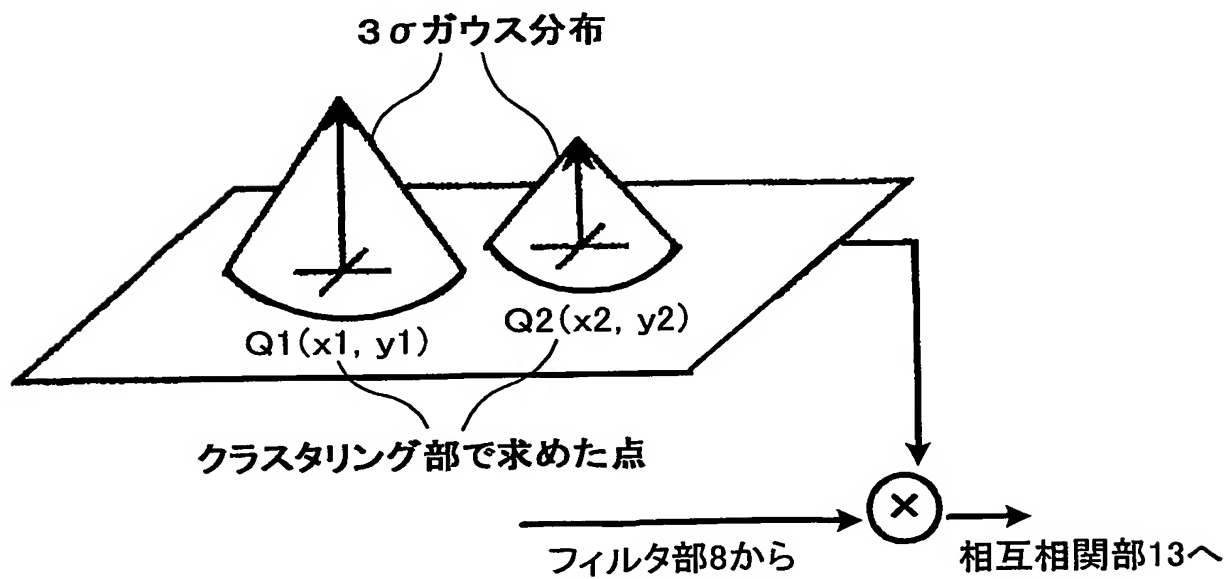 3σガウス分布
Q1(x1, y1)
Q2(x2, y2)
クラスタリング部で求めた点
フィルタ部8から
相互相関部13へ